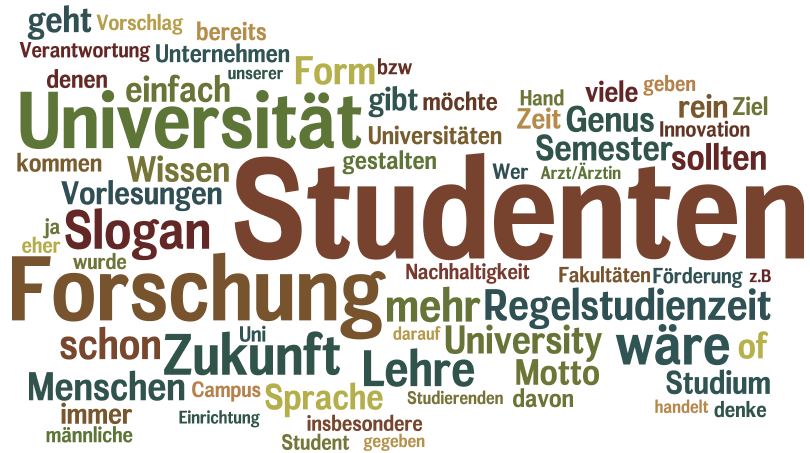 geht Vorschlag bereits
Verantwortung Unternehmen
denen unserer Form bzw
einfach
Universität gibt möchte Hand viele geben
Zeit Genus rein Ziel
Universitäten Innovation
kommen Wissen gestalten Semester sollten
Wer Arzt/Ärztin
Vorlesungen Studenten
ja Slogan
eher
wurde
Forschung Nachhaltigkeit Fakultäten Förderung z.B
mehr Regelstudienzeit
schon Zukunft Uni darauf University wäre of
Lehre Motto Studium
Menschen Campus Sprache Studierenden davon
immer Einrichtung insbesondere handelt denke
männliche Student gegeben